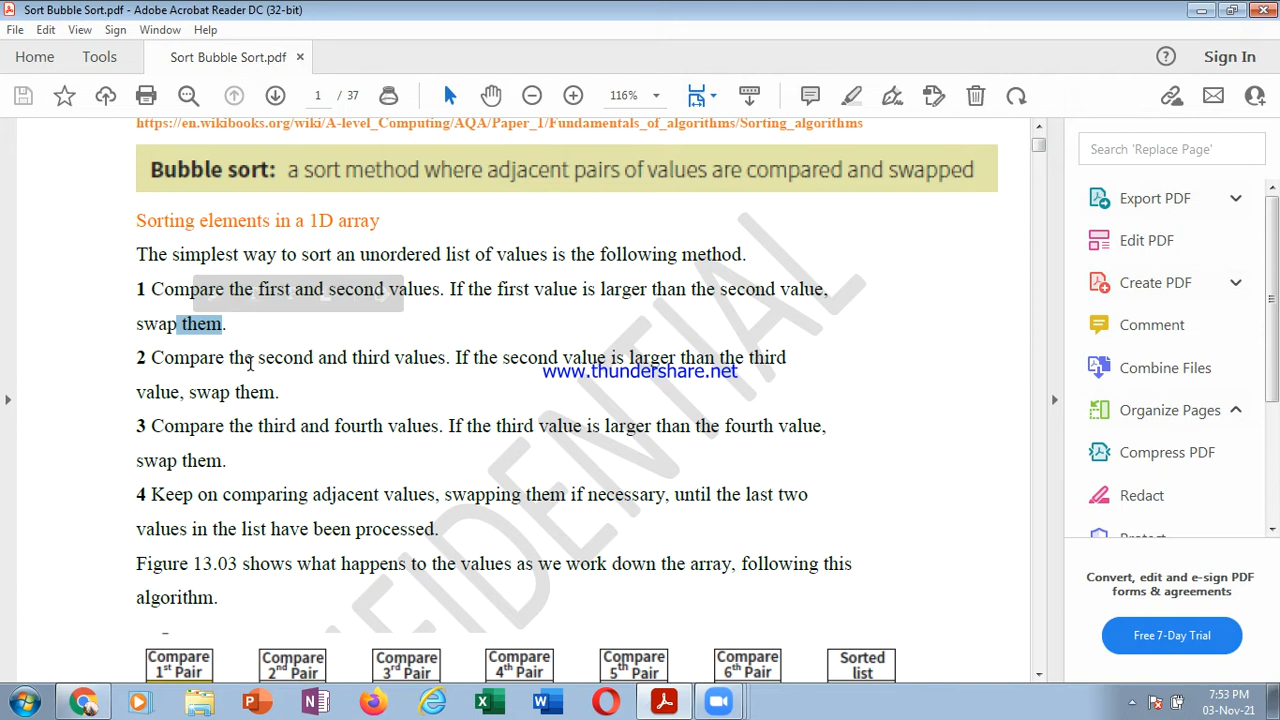 Sort Bubble Sort.pdf - Adobe Acrobat Reader DC (32-bit)
File Edit View Sign Window Help
Home Tools Sort Bubble Sort.pdf × ? Sign In
1 / 37 116%
https://en.wikibooks.org/wiki/A-level_Computing/AQA/Paper_1/Fundamentals_of_algorithms/Sorting_algorithms
Bubble sort: a sort method where adjacent pairs of values are compared and swapped
Sorting elements in a 1D array
The simplest way to sort an unordered list of values is the following method.
1 Compare the first and second values. If the first value is larger than the second value,
swap them.
2 Compare the second and third values. If the second value is larger than the third
www.thundershare.net
value, swap them.
3 Compare the third and fourth values. If the third value is larger than the fourth value,
swap them.
4 Keep on comparing adjacent values, swapping them if necessary, until the last two
values in the list have been processed.
Figure 13.03 shows what happens to the values as we work down the array, following this
algorithm.
Compare 1st Pair
Compare 2nd Pair
Compare 3rd Pair
Compare 4th Pair
Compare 5th Pair
Compare 6th Pair
Sorted list
FIDENTIAL
Search 'Replace Page'
Export PDF
Edit PDF
Create PDF
Comment
Combine Files
Organize Pages
Compress PDF
Redact
Protect
Convert, edit and e-sign PDF
forms & agreements
Free 7-Day Trial
7:53 PM
03-Nov-21